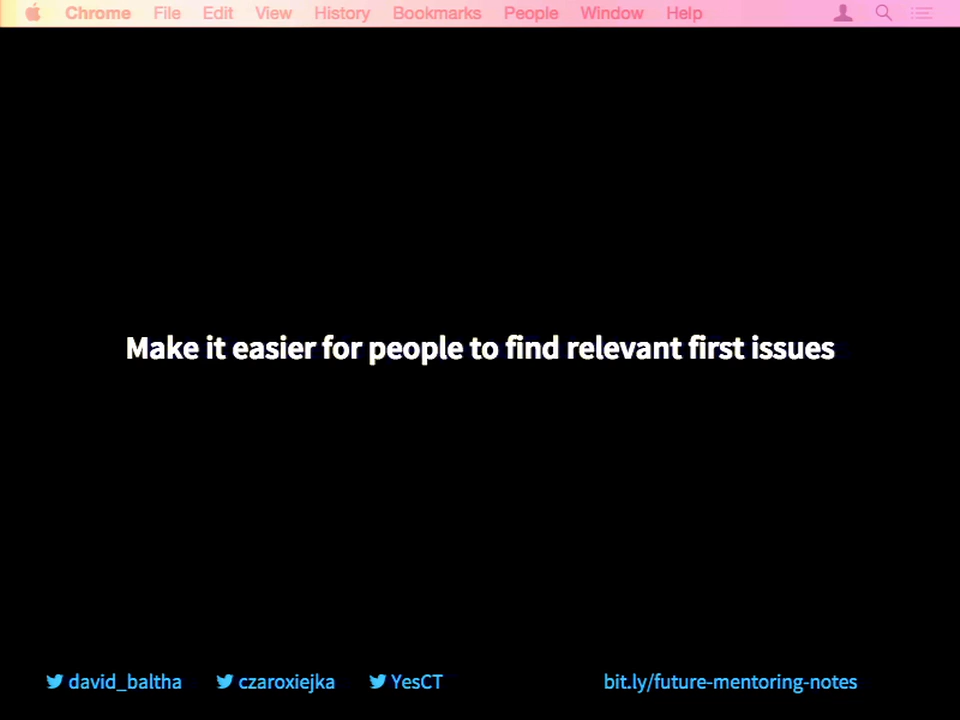 Chrome File Edit View History Bookmarks People Window Help
Make it easier for people to find relevant first issues
david_baltha czaroxiejka YesCT bit.ly/future-mentoring-notes